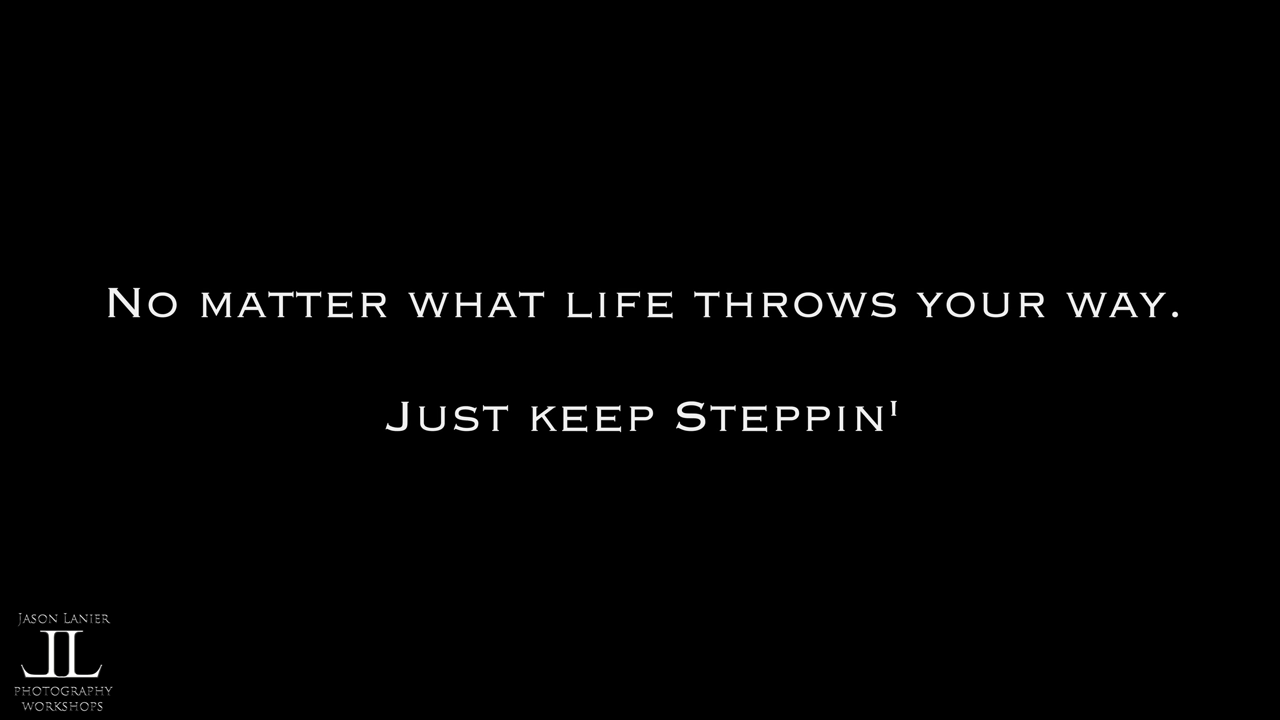 No matter what life throws your way.
Just keep Steppin'
Jason Lanier
JL
Photography
Workshops